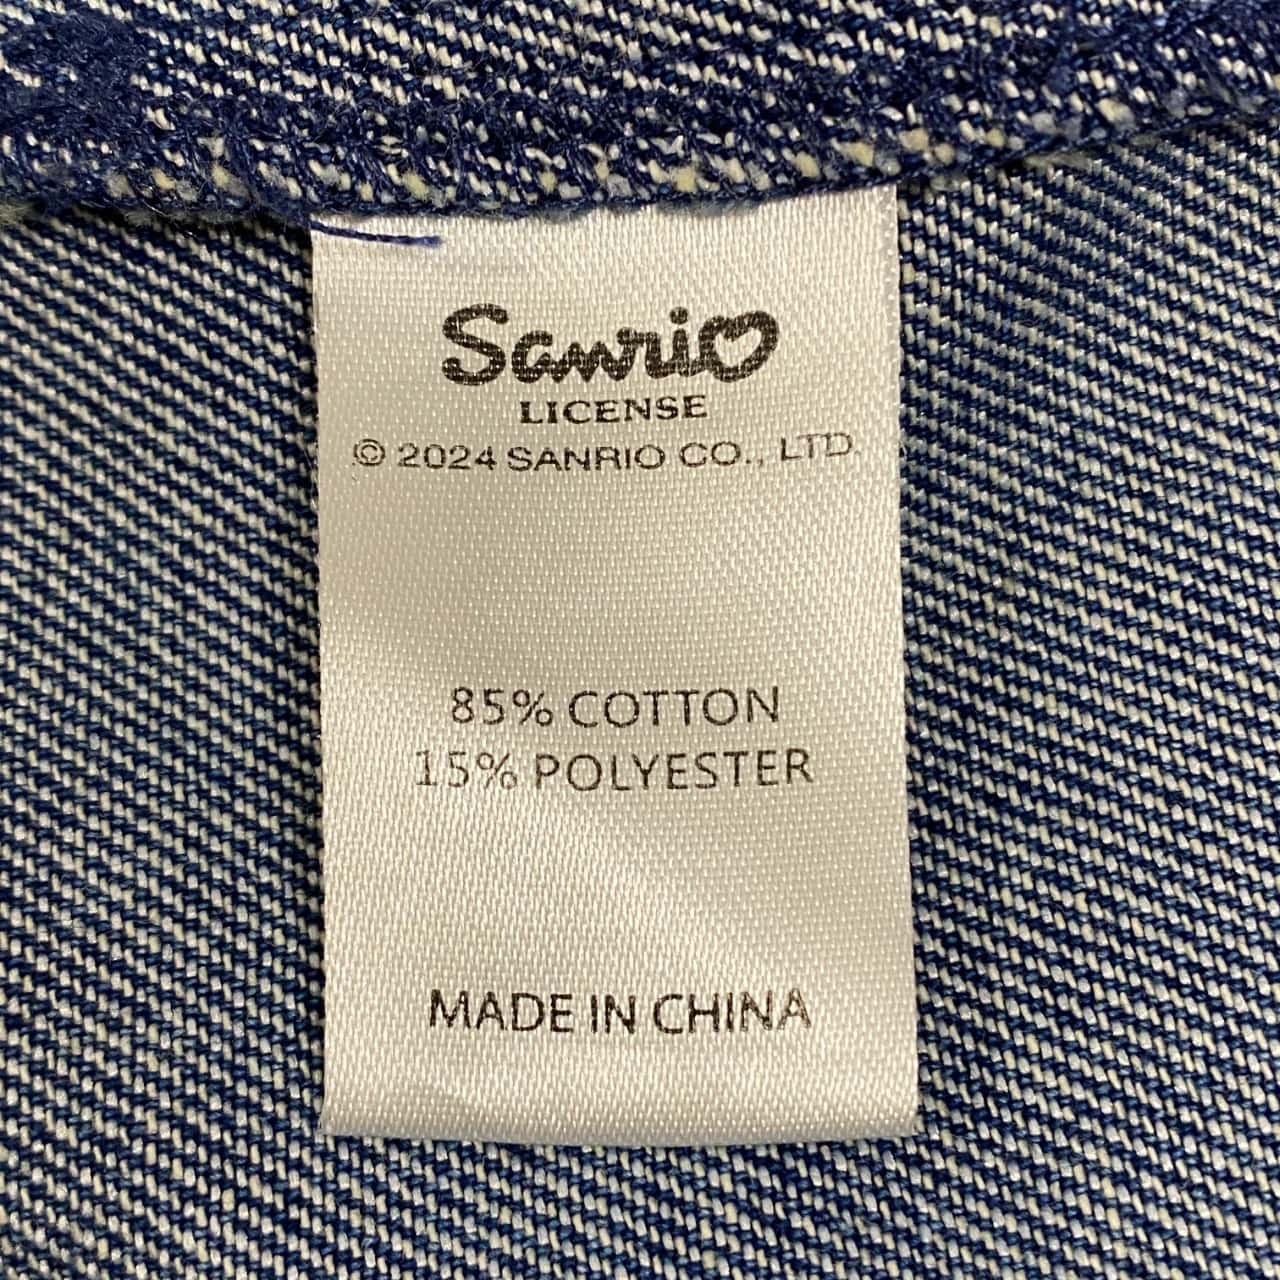 Sanrio
LICENSE
© 2024 SANRIO CO., LTD.
85% COTTON
15% POLYESTER
MADE IN CHINA